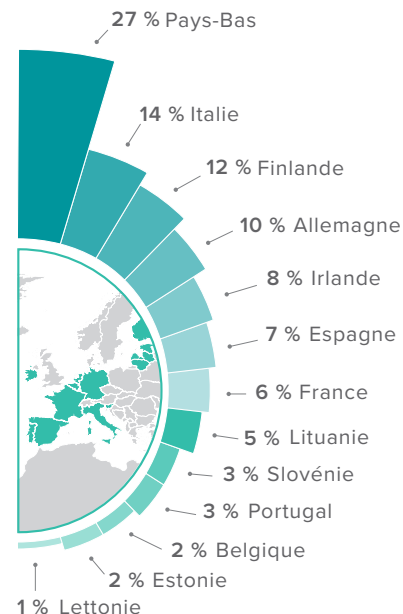 27 % Pays-Bas
14 % Italie
12 % Finlande
10 % Allemagne
8 % Irlande
7 % Espagne
6 % France
5 % Lituanie
3 % Slovénie
3 % Portugal
2 % Belgique
2 % Estonie
1 % Lettonie